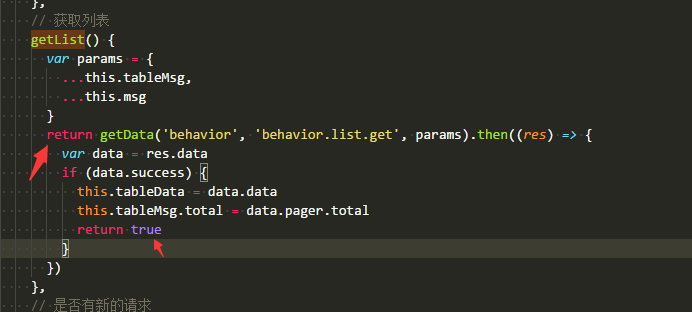 },
// 获取列表
getList() {
var params = {
...this.tableMsg,
...this.msg
}
return getData('behavior', 'behavior.list.get', params).then((res) => {
var data = res.data
if (data.success) {
this.tableData = data.data
this.tableMsg.total = data.pager.total
return true
}
})
},
// 是否有新的请求